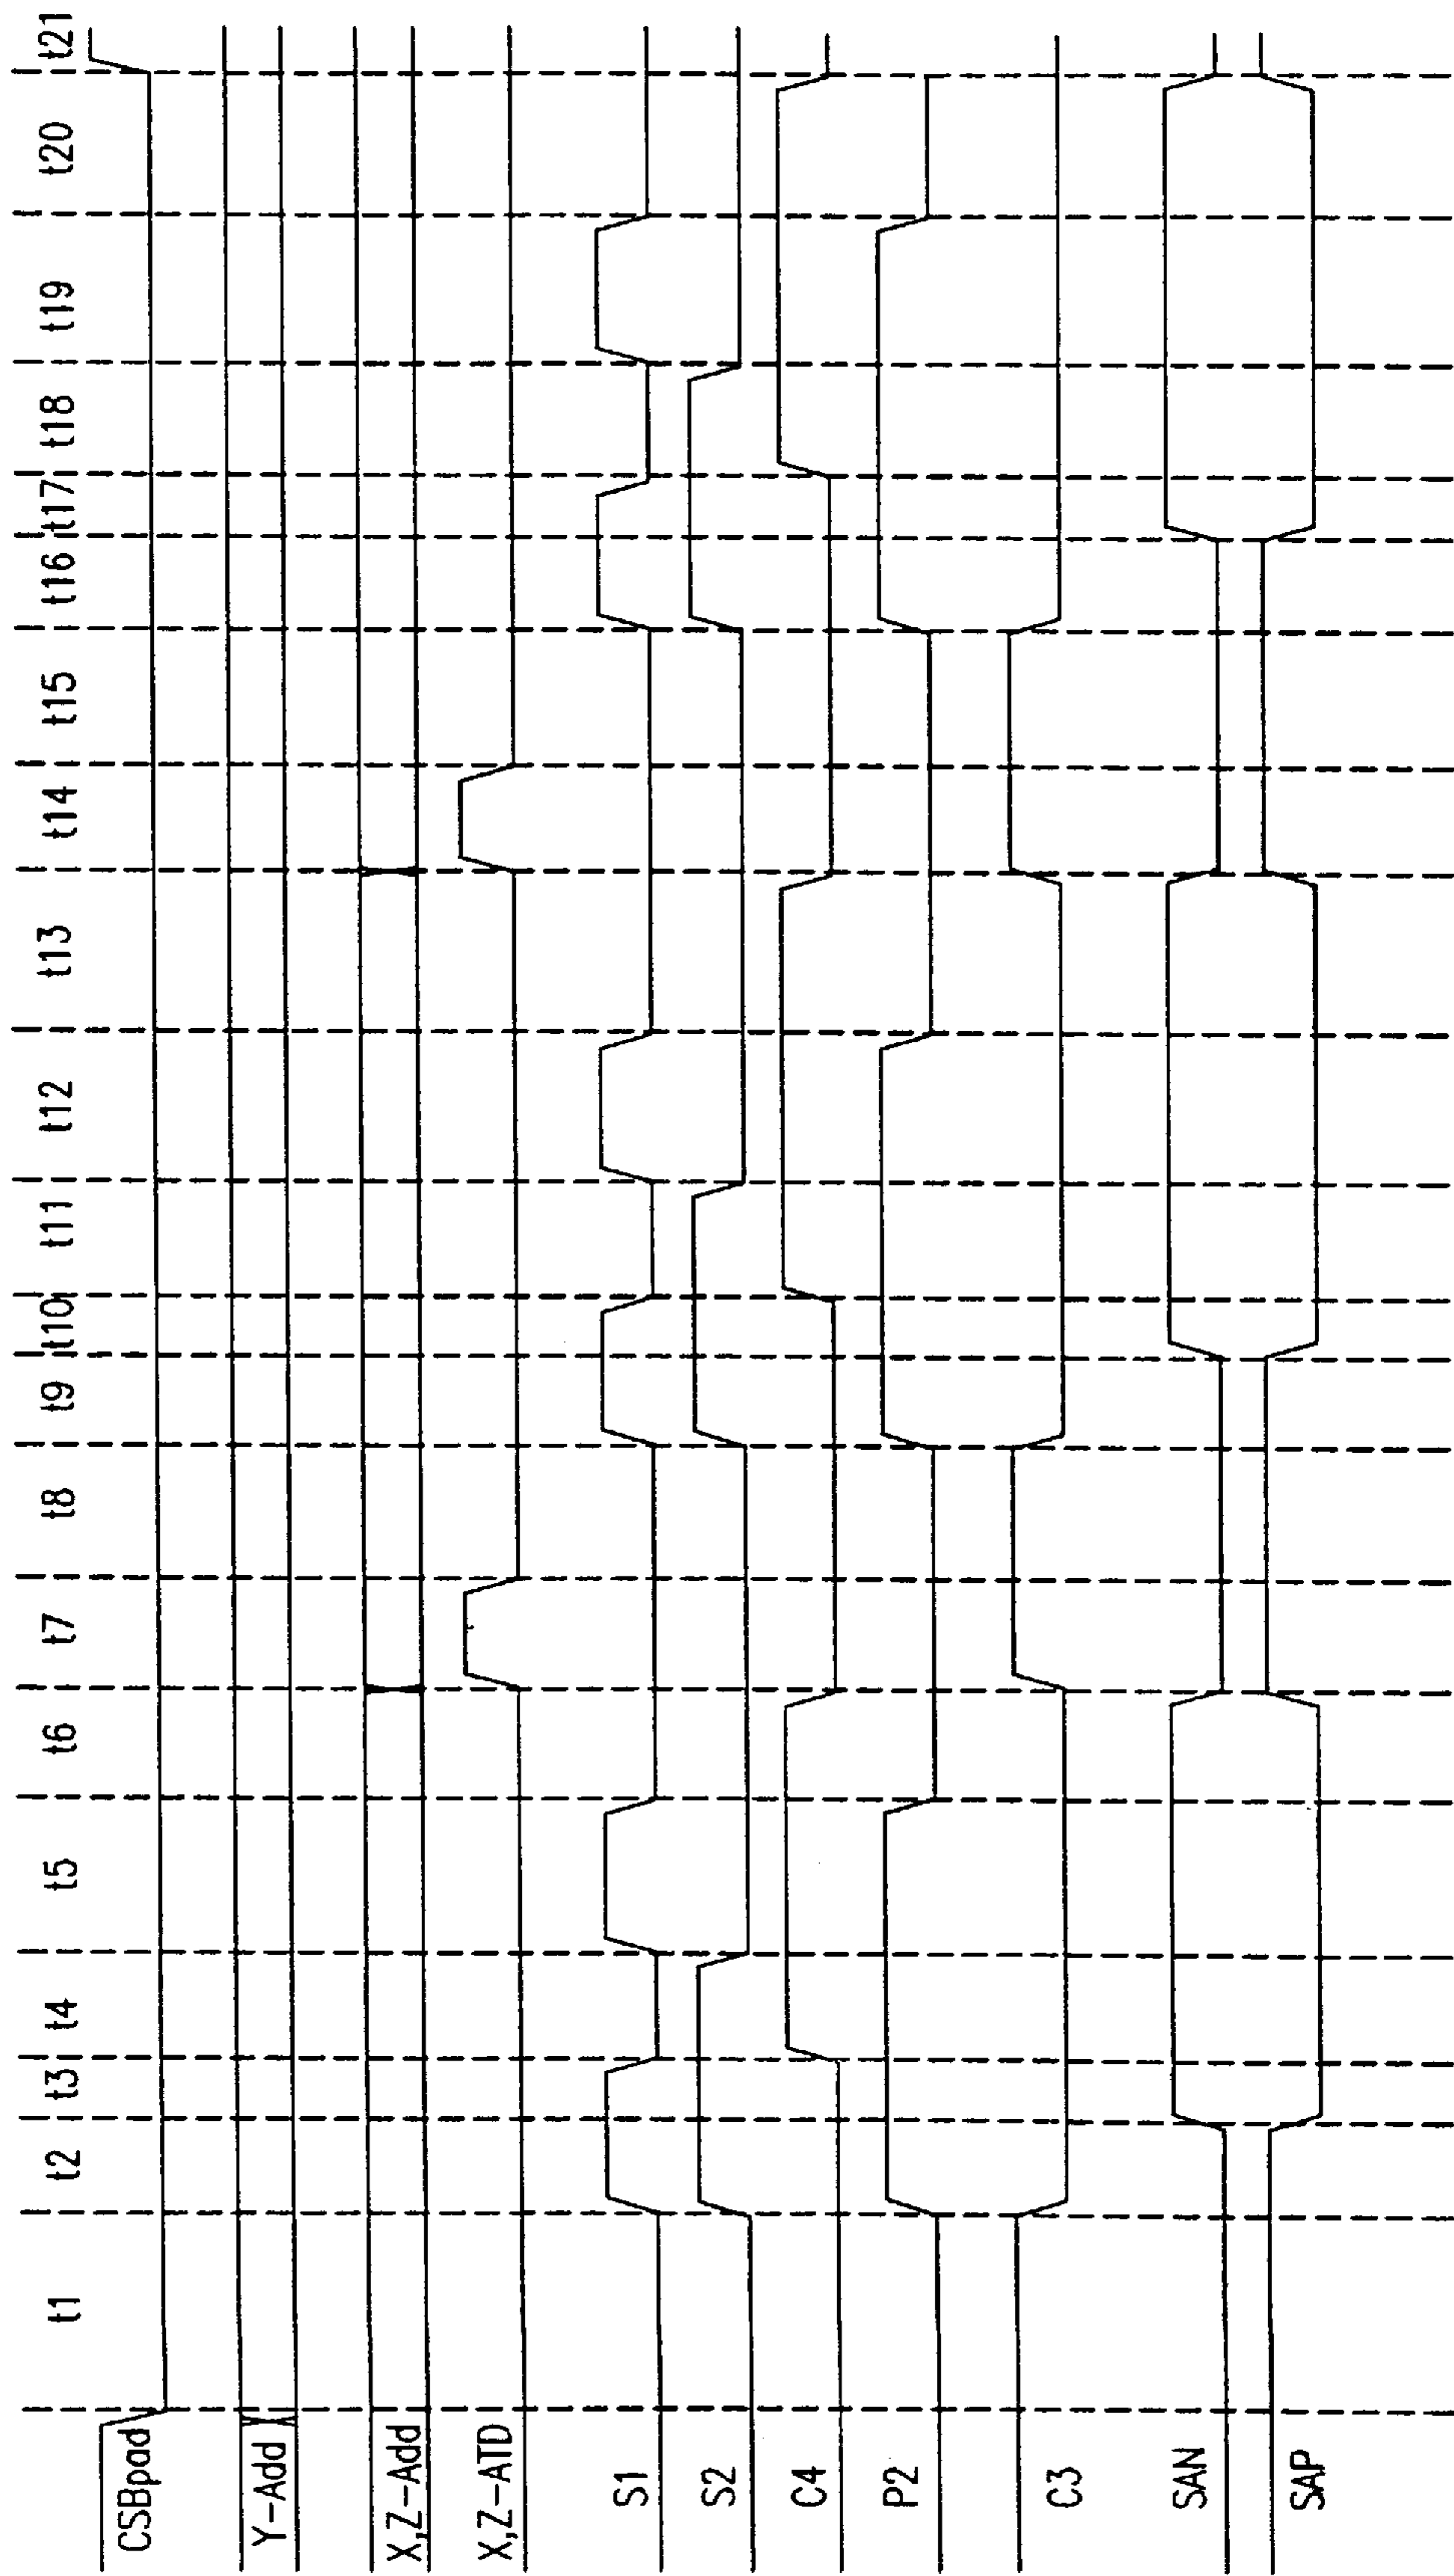 t1
t2
t3
t4
t5
t6
t7
t8
t9
t10
t11
t12
t13
t14
t15
t16
t17
t18
t19
t20
t21
CSBpad
Y-Add
X,Z-Add
X,Z-ATD
S1
S2
C4
P2
C3
SAN
SAP